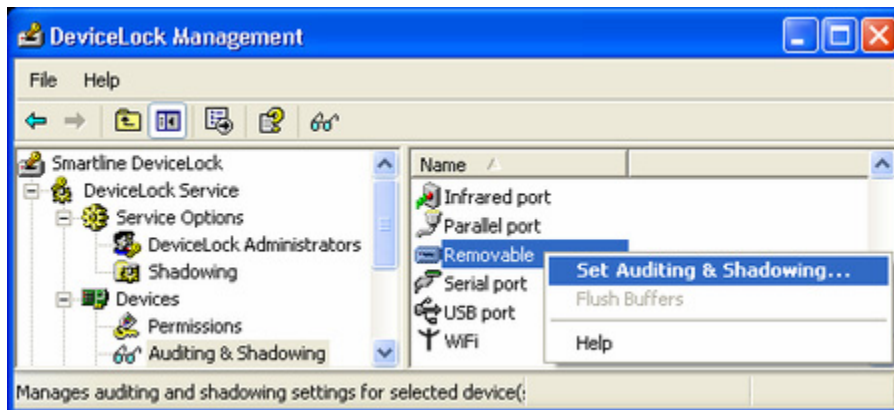 DeviceLock Management
File Help
Smartline DeviceLock
DeviceLock Service
Service Options
DeviceLock Administrators
Shadowing
Devices
Permissions
Auditing & Shadowing
Name
Infrared port
Parallel port
Removable
Serial port
USB port
WiFi
Set Auditing & Shadowing...
Flush Buffers
Help
Manages auditing and shadowing settings for selected device(